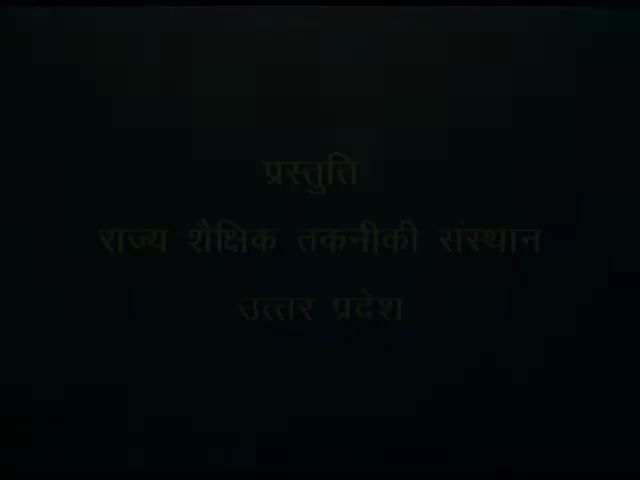 प्रस्तुति
राज्य शैक्षिक तकनीकी संस्थान
उत्तर प्रदेश